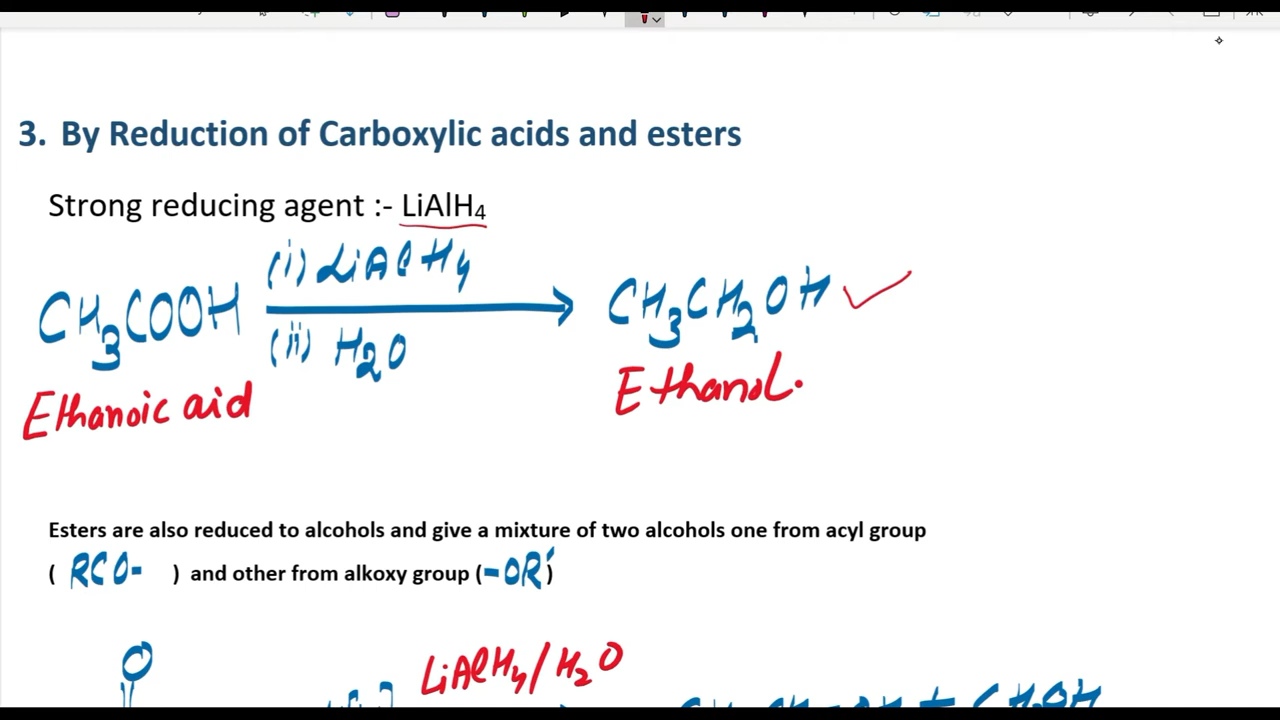 3. By Reduction of Carboxylic acids and esters
Strong reducing agent :- LiAlH₄
(i) LiAlH₄
CH₃COOH
CH₃CH₂OH
(ii) H₂O
Ethanoic aid
Ethanol.
Esters are also reduced to alcohols and give a mixture of two alcohols one from acyl group
( RCO- ) and other from alkoxy group (-OR')
O
LiAlH₄/H₂O